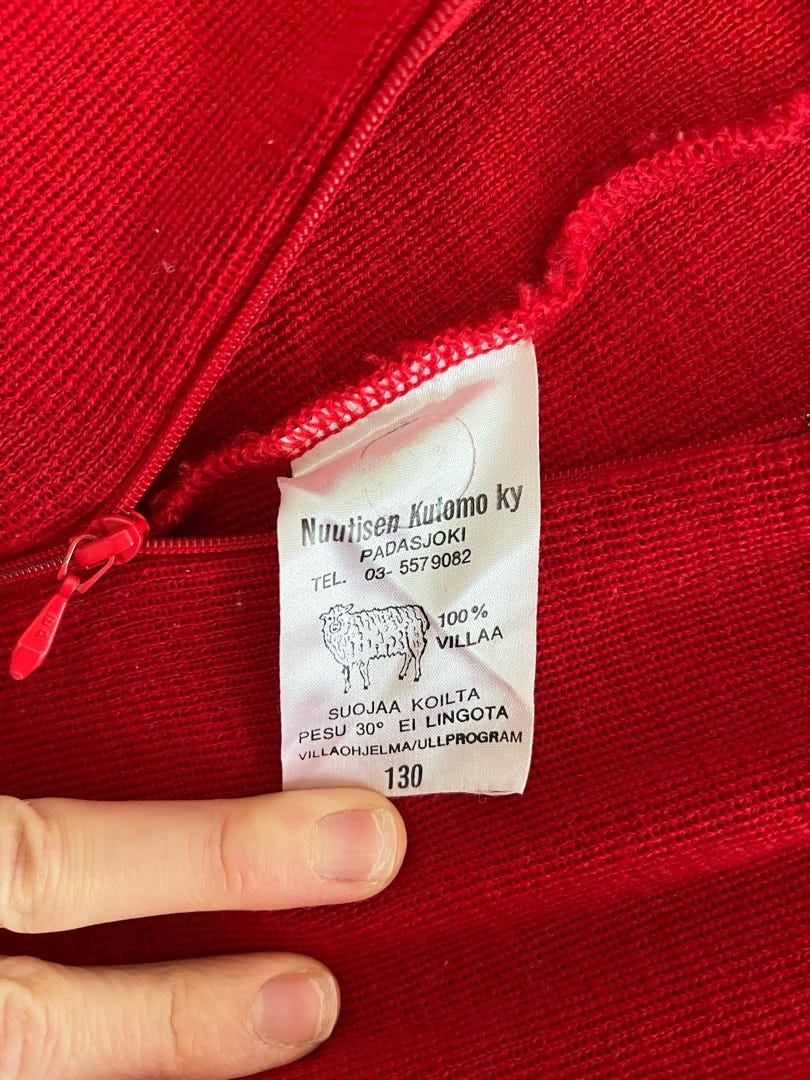 Nuutisen Kutomo ky
PADASJOKI
TEL. 03-5579082
100%
VILLAA
SUOJAA KOILTA
PESU 30° EI LINGOTA
VILLAOHJELMA/ULLPROGRAM
130